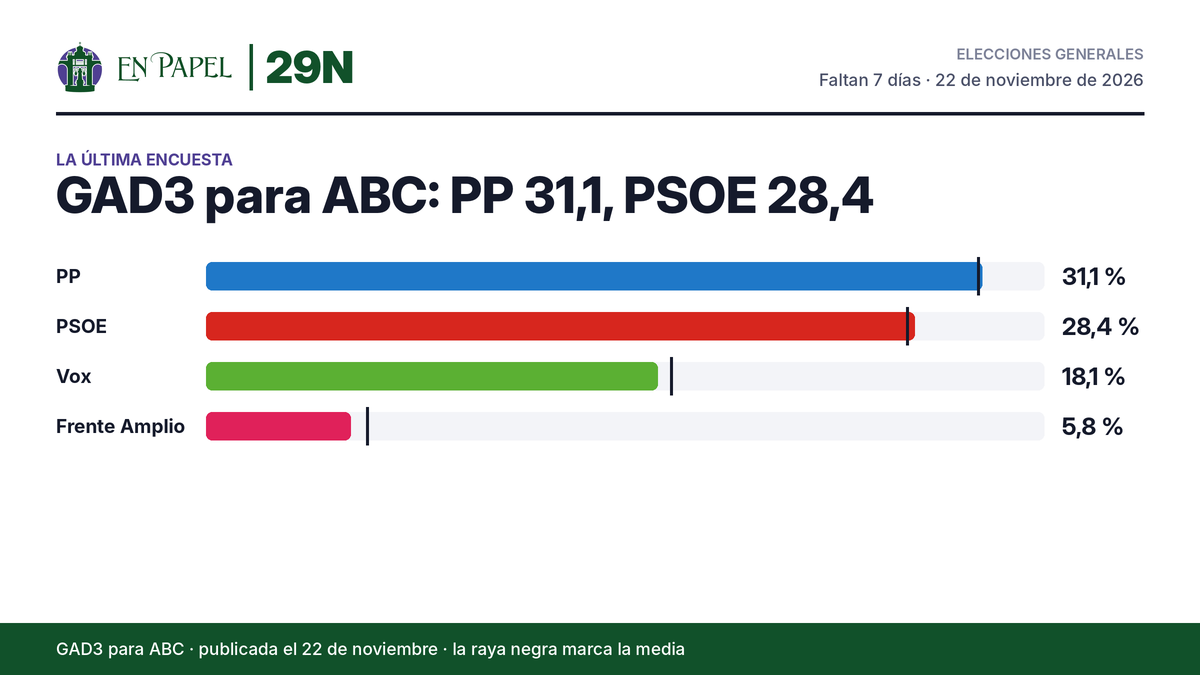 EN PAPEL | 29N
ELECCIONES GENERALES
Faltan 7 días · 22 de noviembre de 2026
LA ÚLTIMA ENCUESTA
GAD3 para ABC: PP 31,1, PSOE 28,4
PP 31,1 %
PSOE 28,4 %
Vox 18,1 %
Frente Amplio 5,8 %
GAD3 para ABC · publicada el 22 de noviembre · la raya negra marca la media